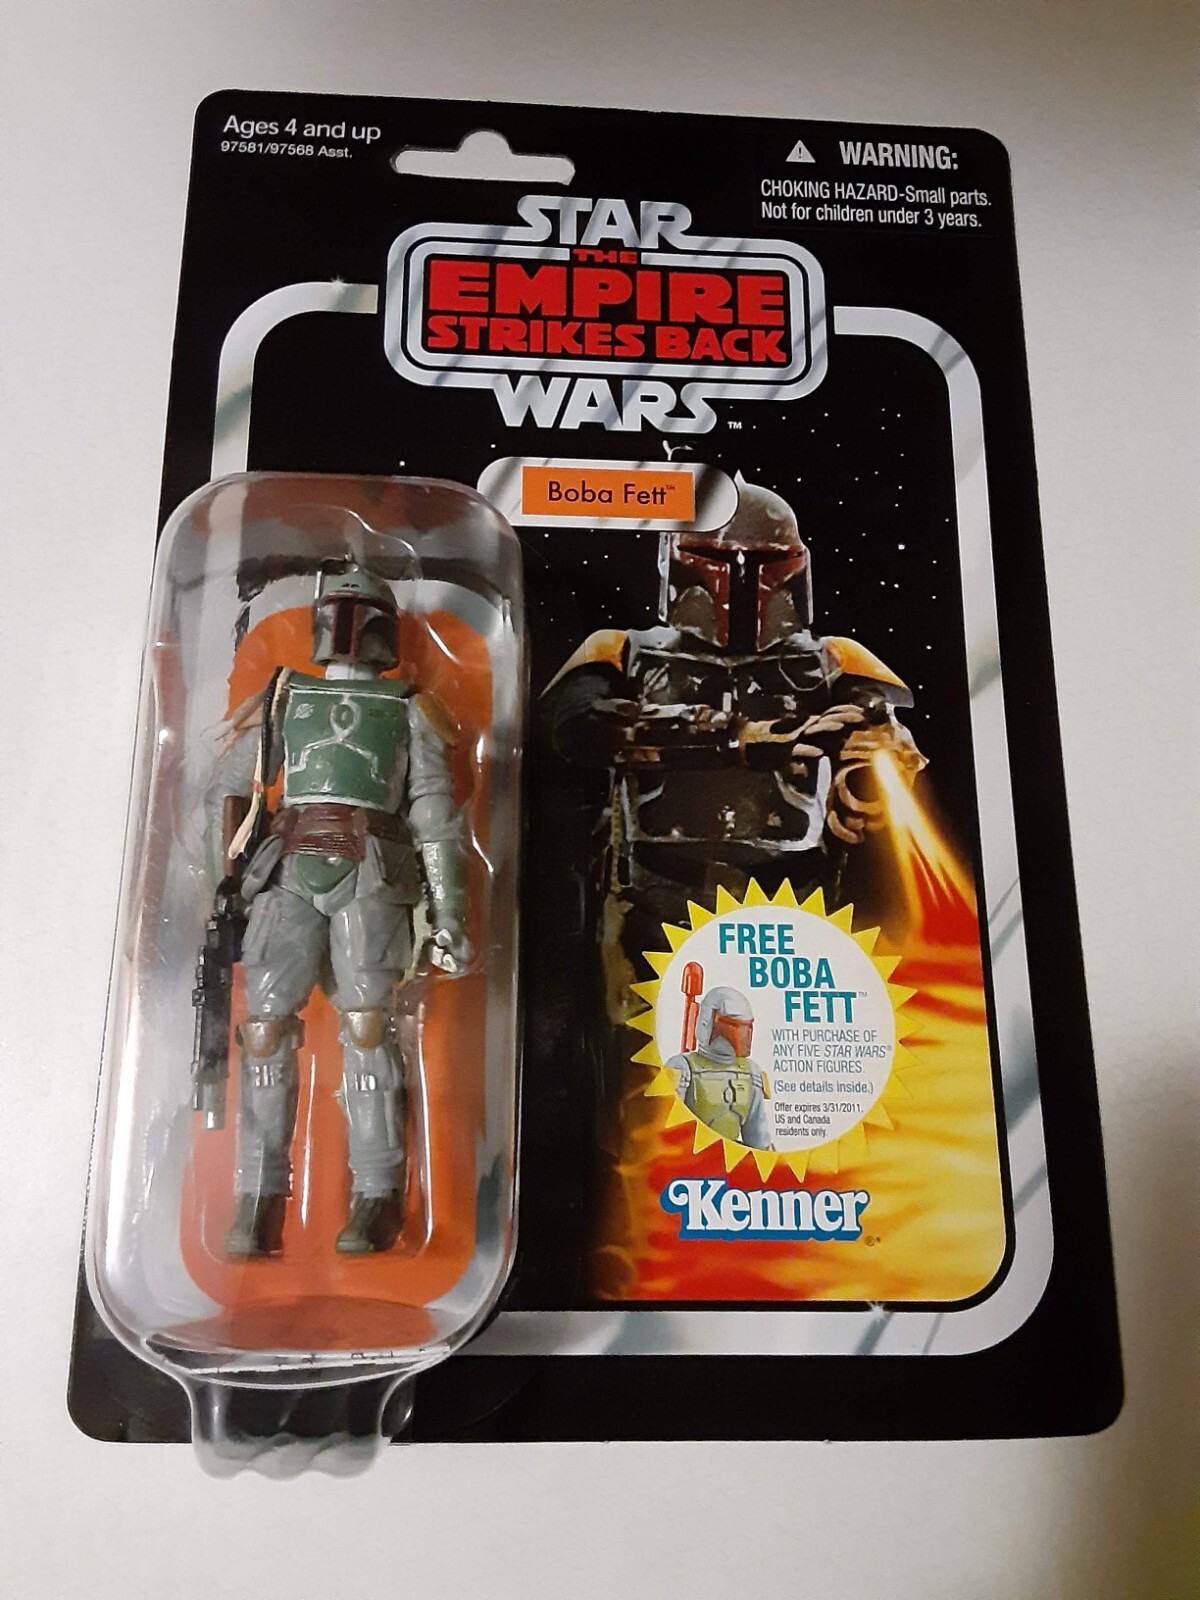 Ages 4 and up
97581/97568 Asst.
⚠ WARNING:
CHOKING HAZARD-Small parts.
Not for children under 3 years.
STAR
THE
EMPIRE
STRIKES BACK
WARS™
Boba Fett™
FREE
BOBA
FETT™
WITH PURCHASE OF
ANY FIVE STAR WARS®
ACTION FIGURES.
(See details inside.)
Offer expires 3/31/2011.
US and Canada
residents only.
Kenner®